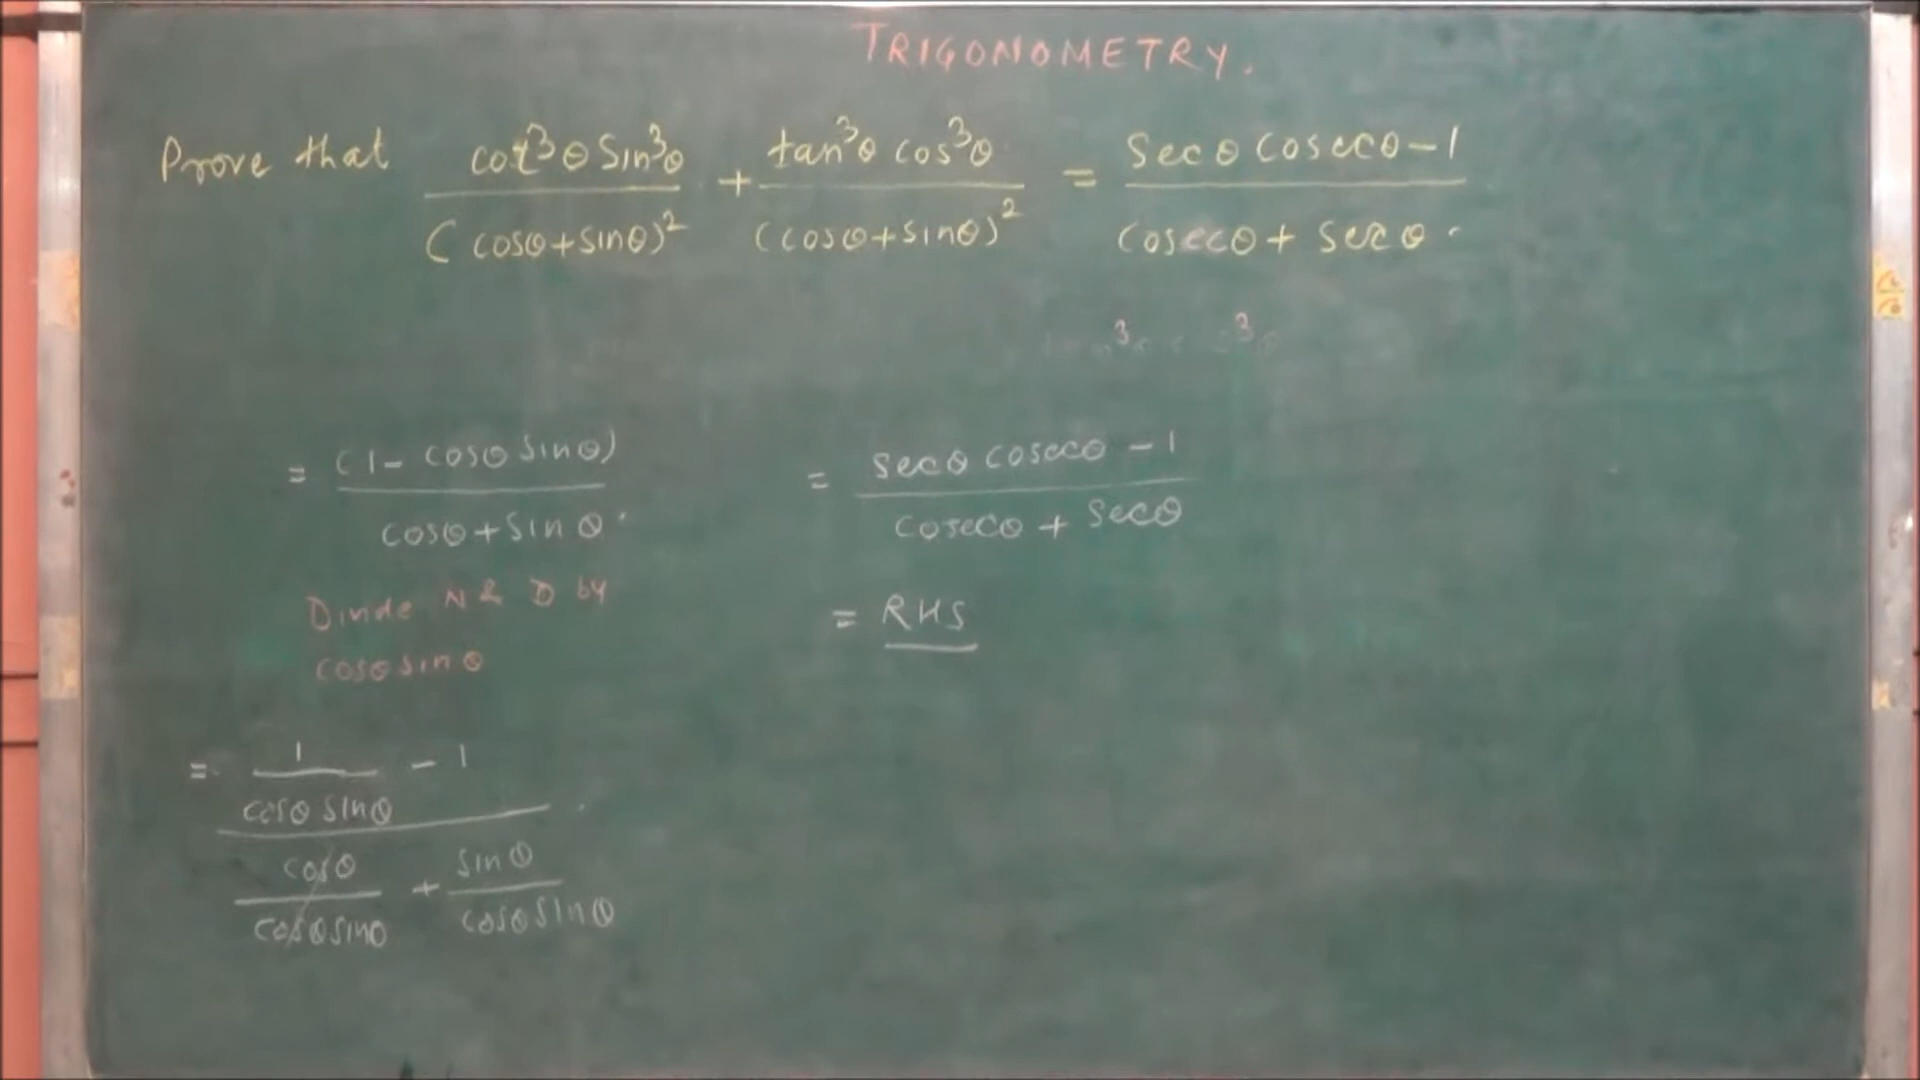 TRIGONOMETRY.
Prove that cot³θ sin³θ / (cosθ+sinθ)² + tan³θ cos³θ / (cosθ+sinθ)² = secθ cosecθ-1 / cosecθ + secθ.
= (1- cosθ sinθ) / cosθ+sinθ.
Divide N & D by
cosθ sinθ
= 1 / cosθ sinθ - 1
cosθ / cosθ sinθ + sinθ / cosθ sinθ
= secθ cosecθ - 1 / cosecθ + secθ
= RHS